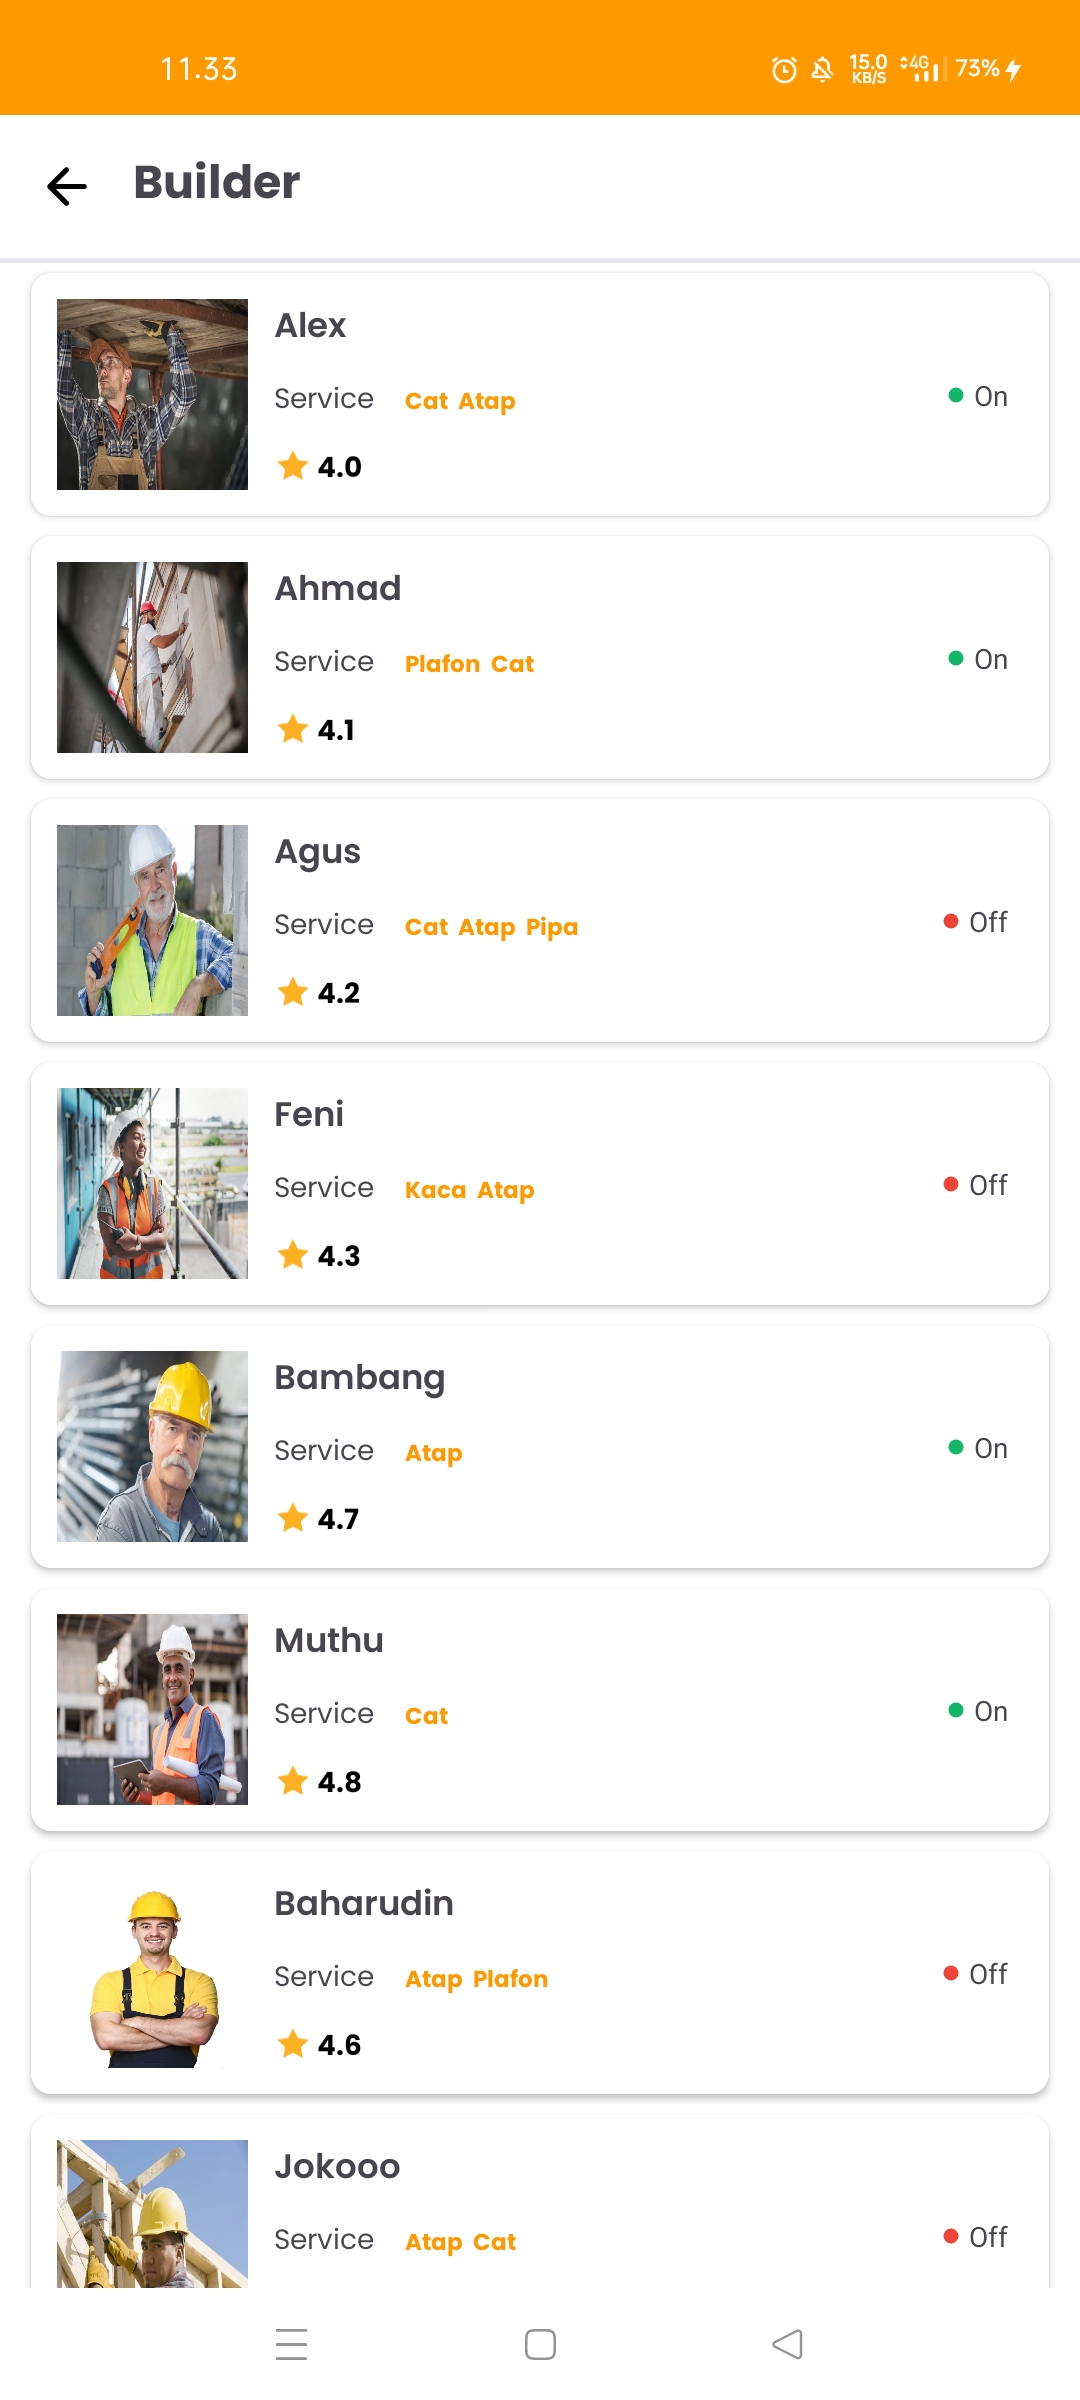 11.33 15.0 KB/S 4G 73%
Builder
Alex
Service Cat Atap On
4.0
Ahmad
Service Plafon Cat On
4.1
Agus
Service Cat Atap Pipa Off
4.2
Feni
Service Kaca Atap Off
4.3
Bambang
Service Atap On
4.7
Muthu
Service Cat On
4.8
Baharudin
Service Atap Plafon Off
4.6
Jokooo
Service Atap Cat Off